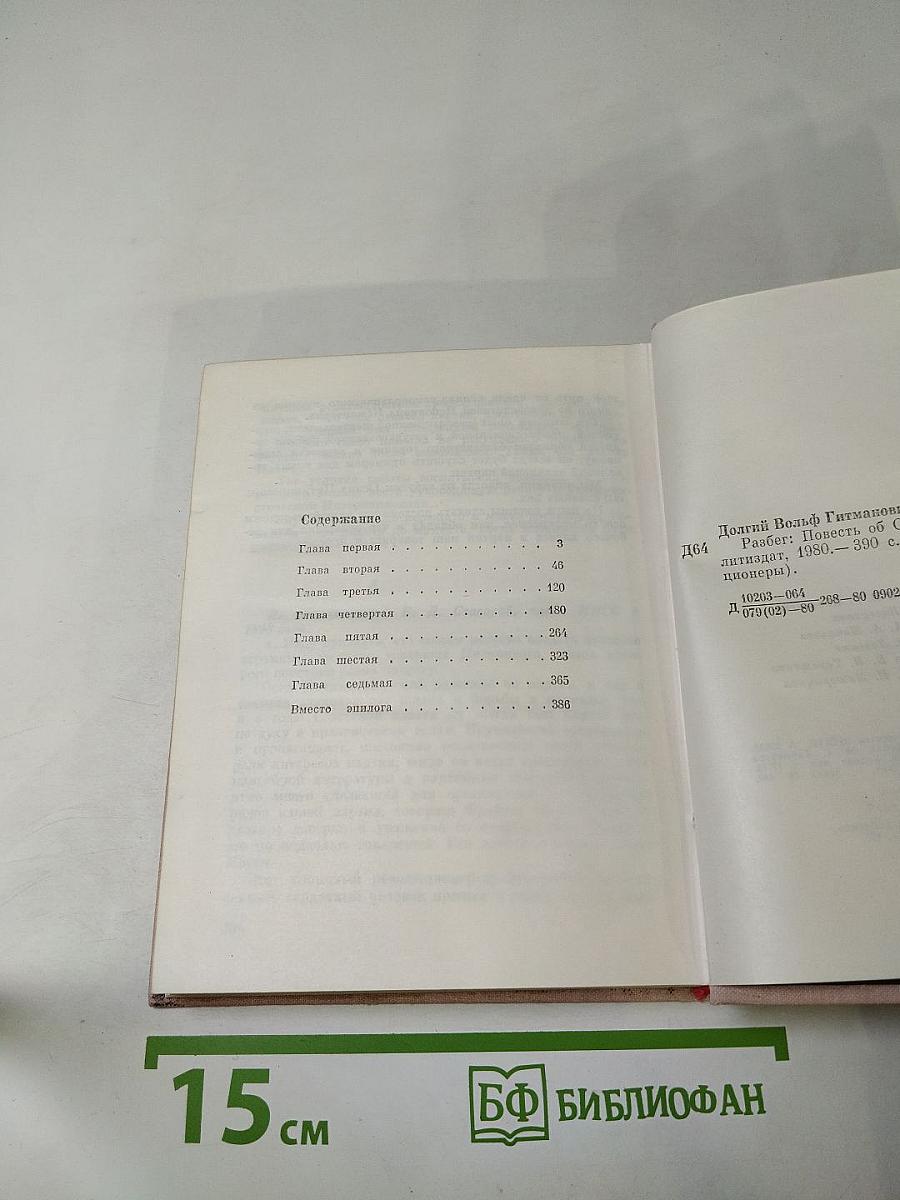 Содержание
Глава первая . . . . . . . . . . . 3
Глава вторая . . . . . . . . . . . 46
Глава третья . . . . . . . . . . . 120
Глава четвертая . . . . . . . . . . 180
Глава пятая . . . . . . . . . . . 264
Глава шестая . . . . . . . . . . . 323
Глава седьмая . . . . . . . . . . 365
Вместо эпилога . . . . . . . . . . 386
Долгий Вольф Гитманови
Д64
Разбег: Повесть об С
литиздат, 1980.— 390 с.
ционеры).
Д 10203—064
079(02)—80 268—80 0902
15 см
БФ БИБЛИОФАН